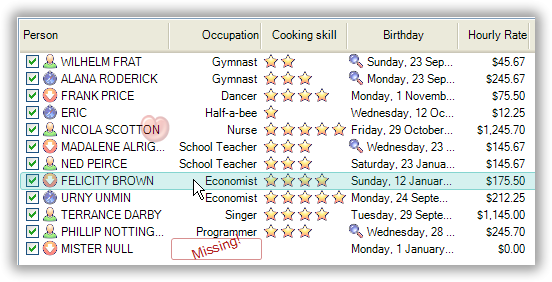 Person Occupation Cooking skill Birthday Hourly Rate
WILHELM FRAT Gymnast Sunday, 23 Sep... $45.67
ALANA RODERICK Gymnast Sunday, 23 Sep... $245.67
FRANK PRICE Dancer Monday, 1 Novemb... $75.50
ERIC Half-a-bee Wednesday, 12 Oc... $12.25
NICOLA SCOTTON Nurse Friday, 29 October... $1,245.70
MADALENE ALRIG... School Teacher Wednesday, 23 ... $145.67
NED PEIRCE School Teacher Saturday, 23 Janua... $145.67
FELICITY BROWN Economist Sunday, 12 Januar... $175.50
URNY UNMIN Economist Monday, 24 Septe... $212.25
TERRANCE DARBY Singer Tuesday, 29 Septe... $1,145.00
PHILLIP NOTTING... Programmer Wednesday, 28 ... $245.70
MISTER NULL Missing! Monday, 1 January... $0.00